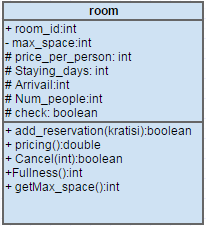 room
+ room_id:int
- max_space:int
# price_per_person: int
# Staying_days: int
# Arrivail:int
# Num_people:int
# check: boolean
+ add_reservation(kratisi):boolean
+ pricing():double
+ Cancel(int):boolean
+Fullness():int
+ getMax_space():int